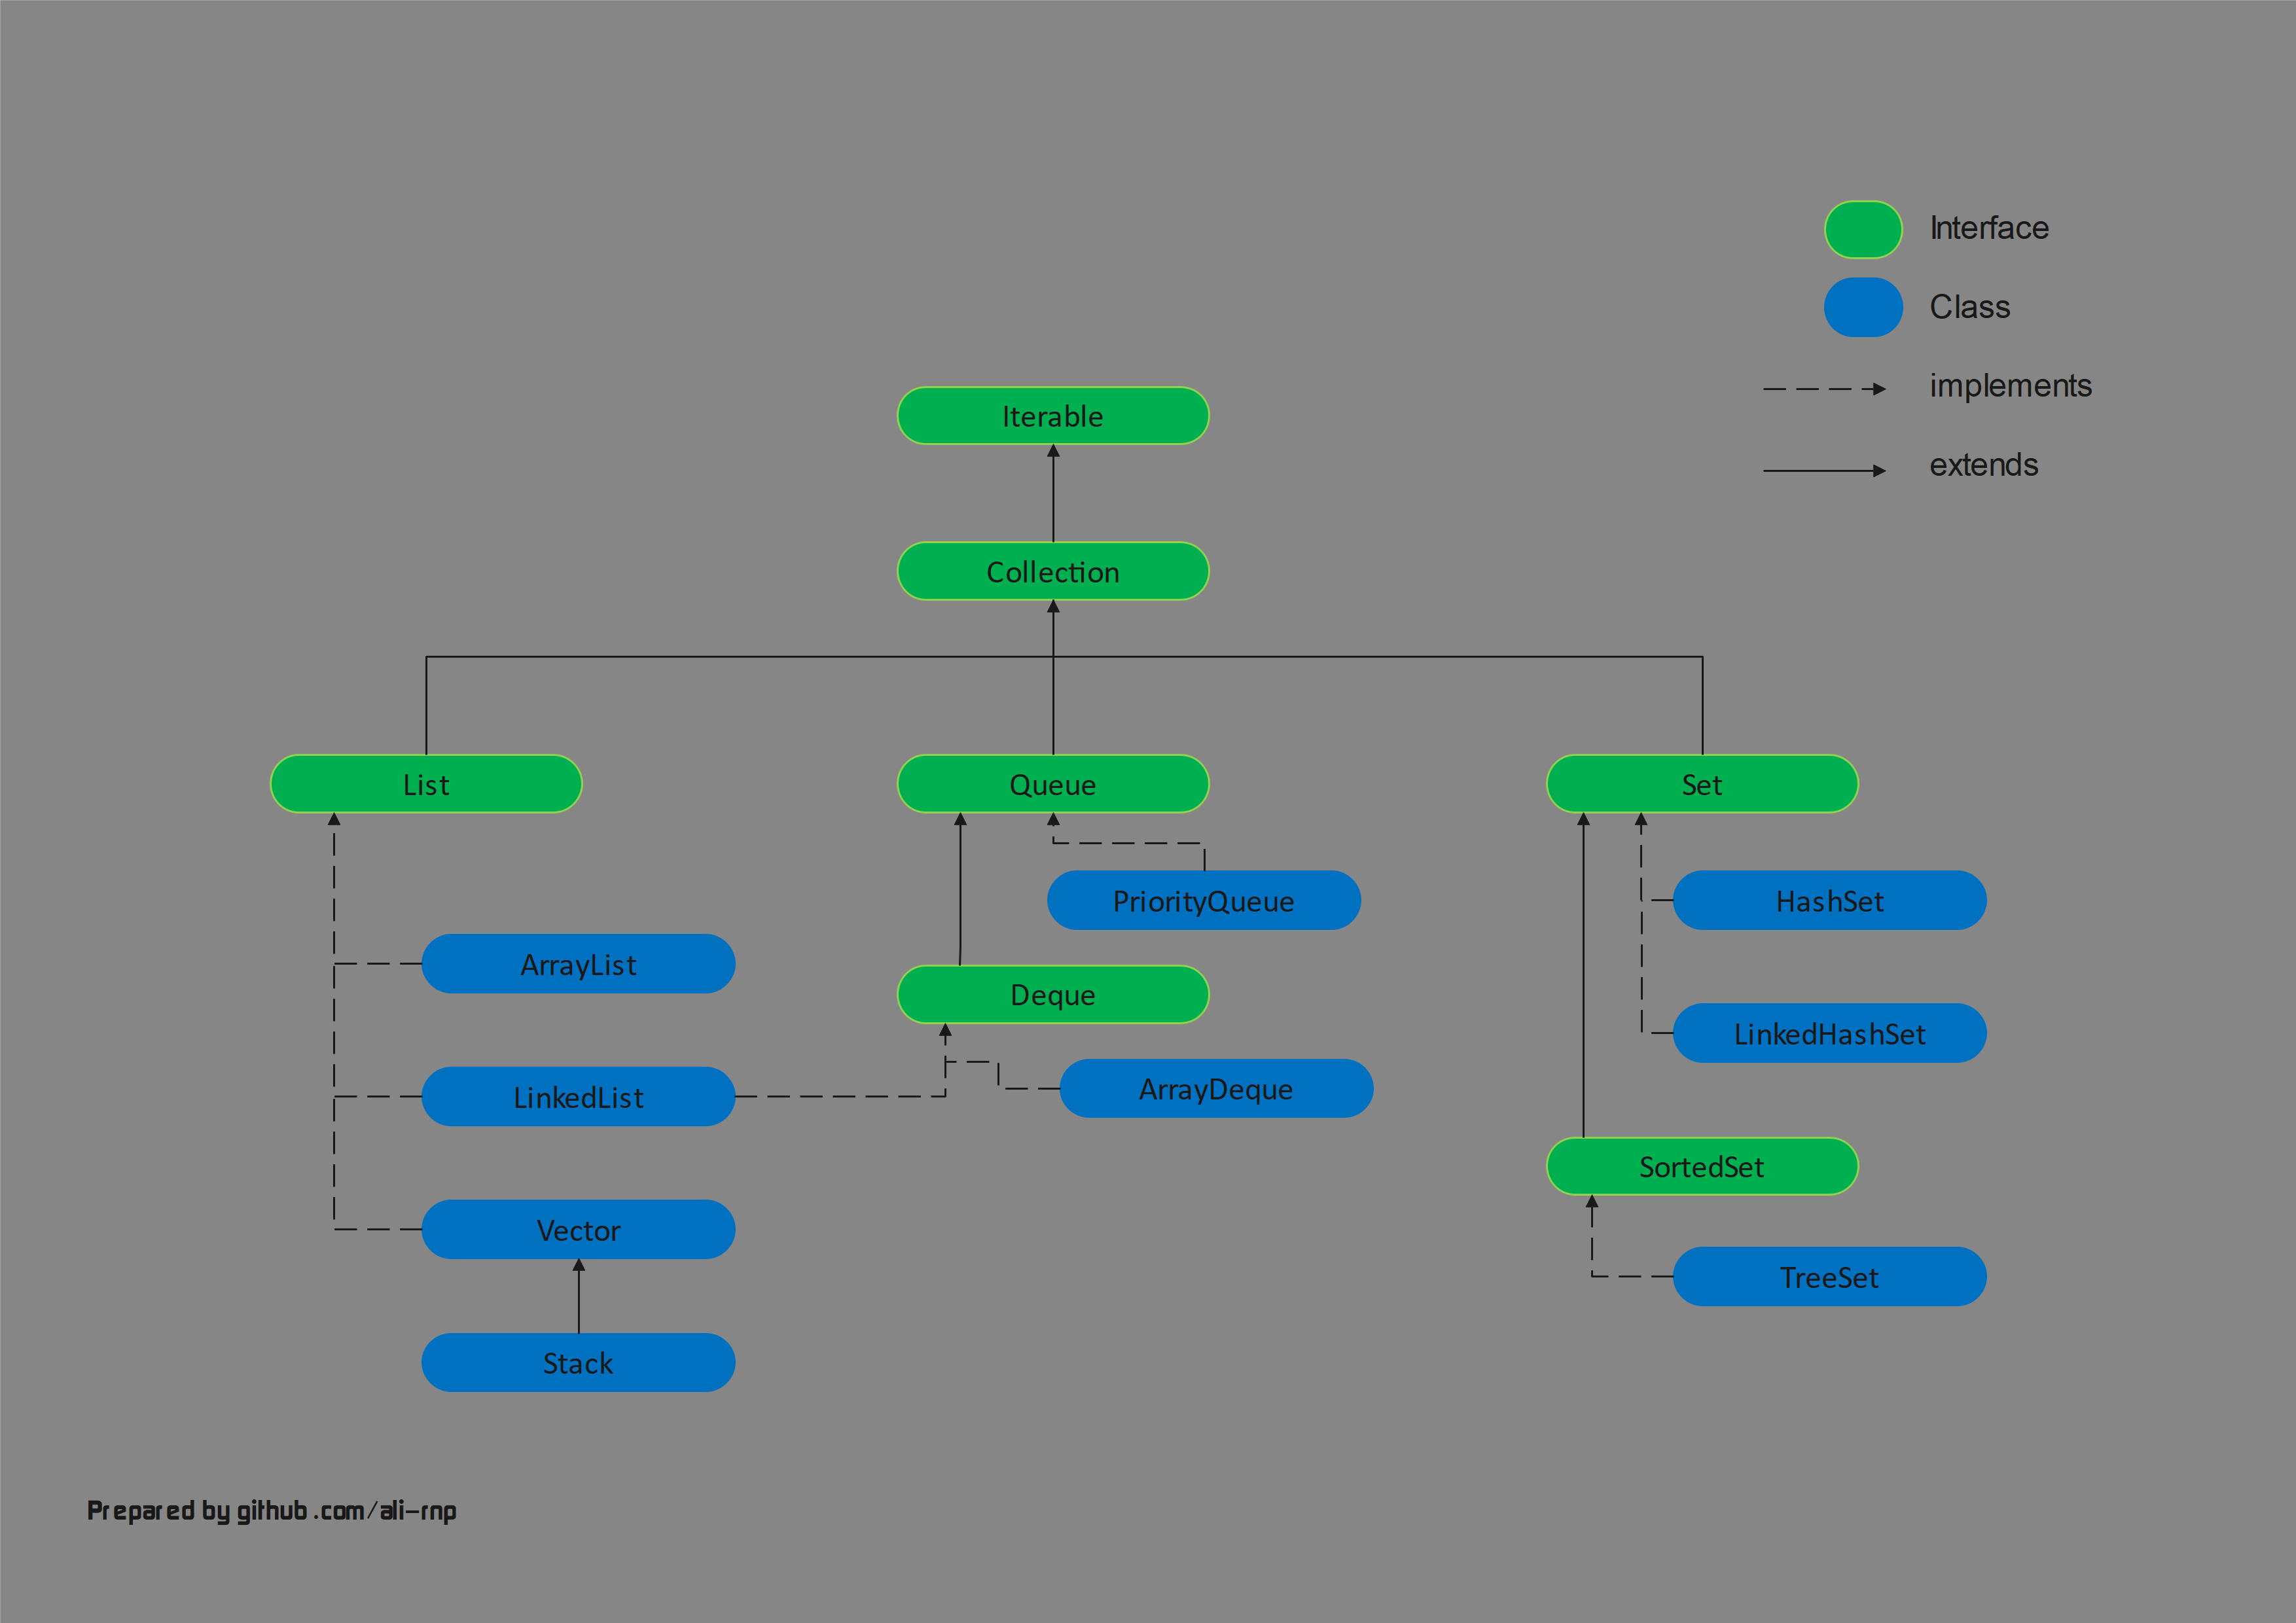 Interface
Class
implements
extends
Iterable
Collection
List
Queue
Set
PriorityQueue
HashSet
ArrayList
Deque
LinkedHashSet
LinkedList
ArrayDeque
SortedSet
Vector
TreeSet
Stack
Prepared by github.com/ali-rnp